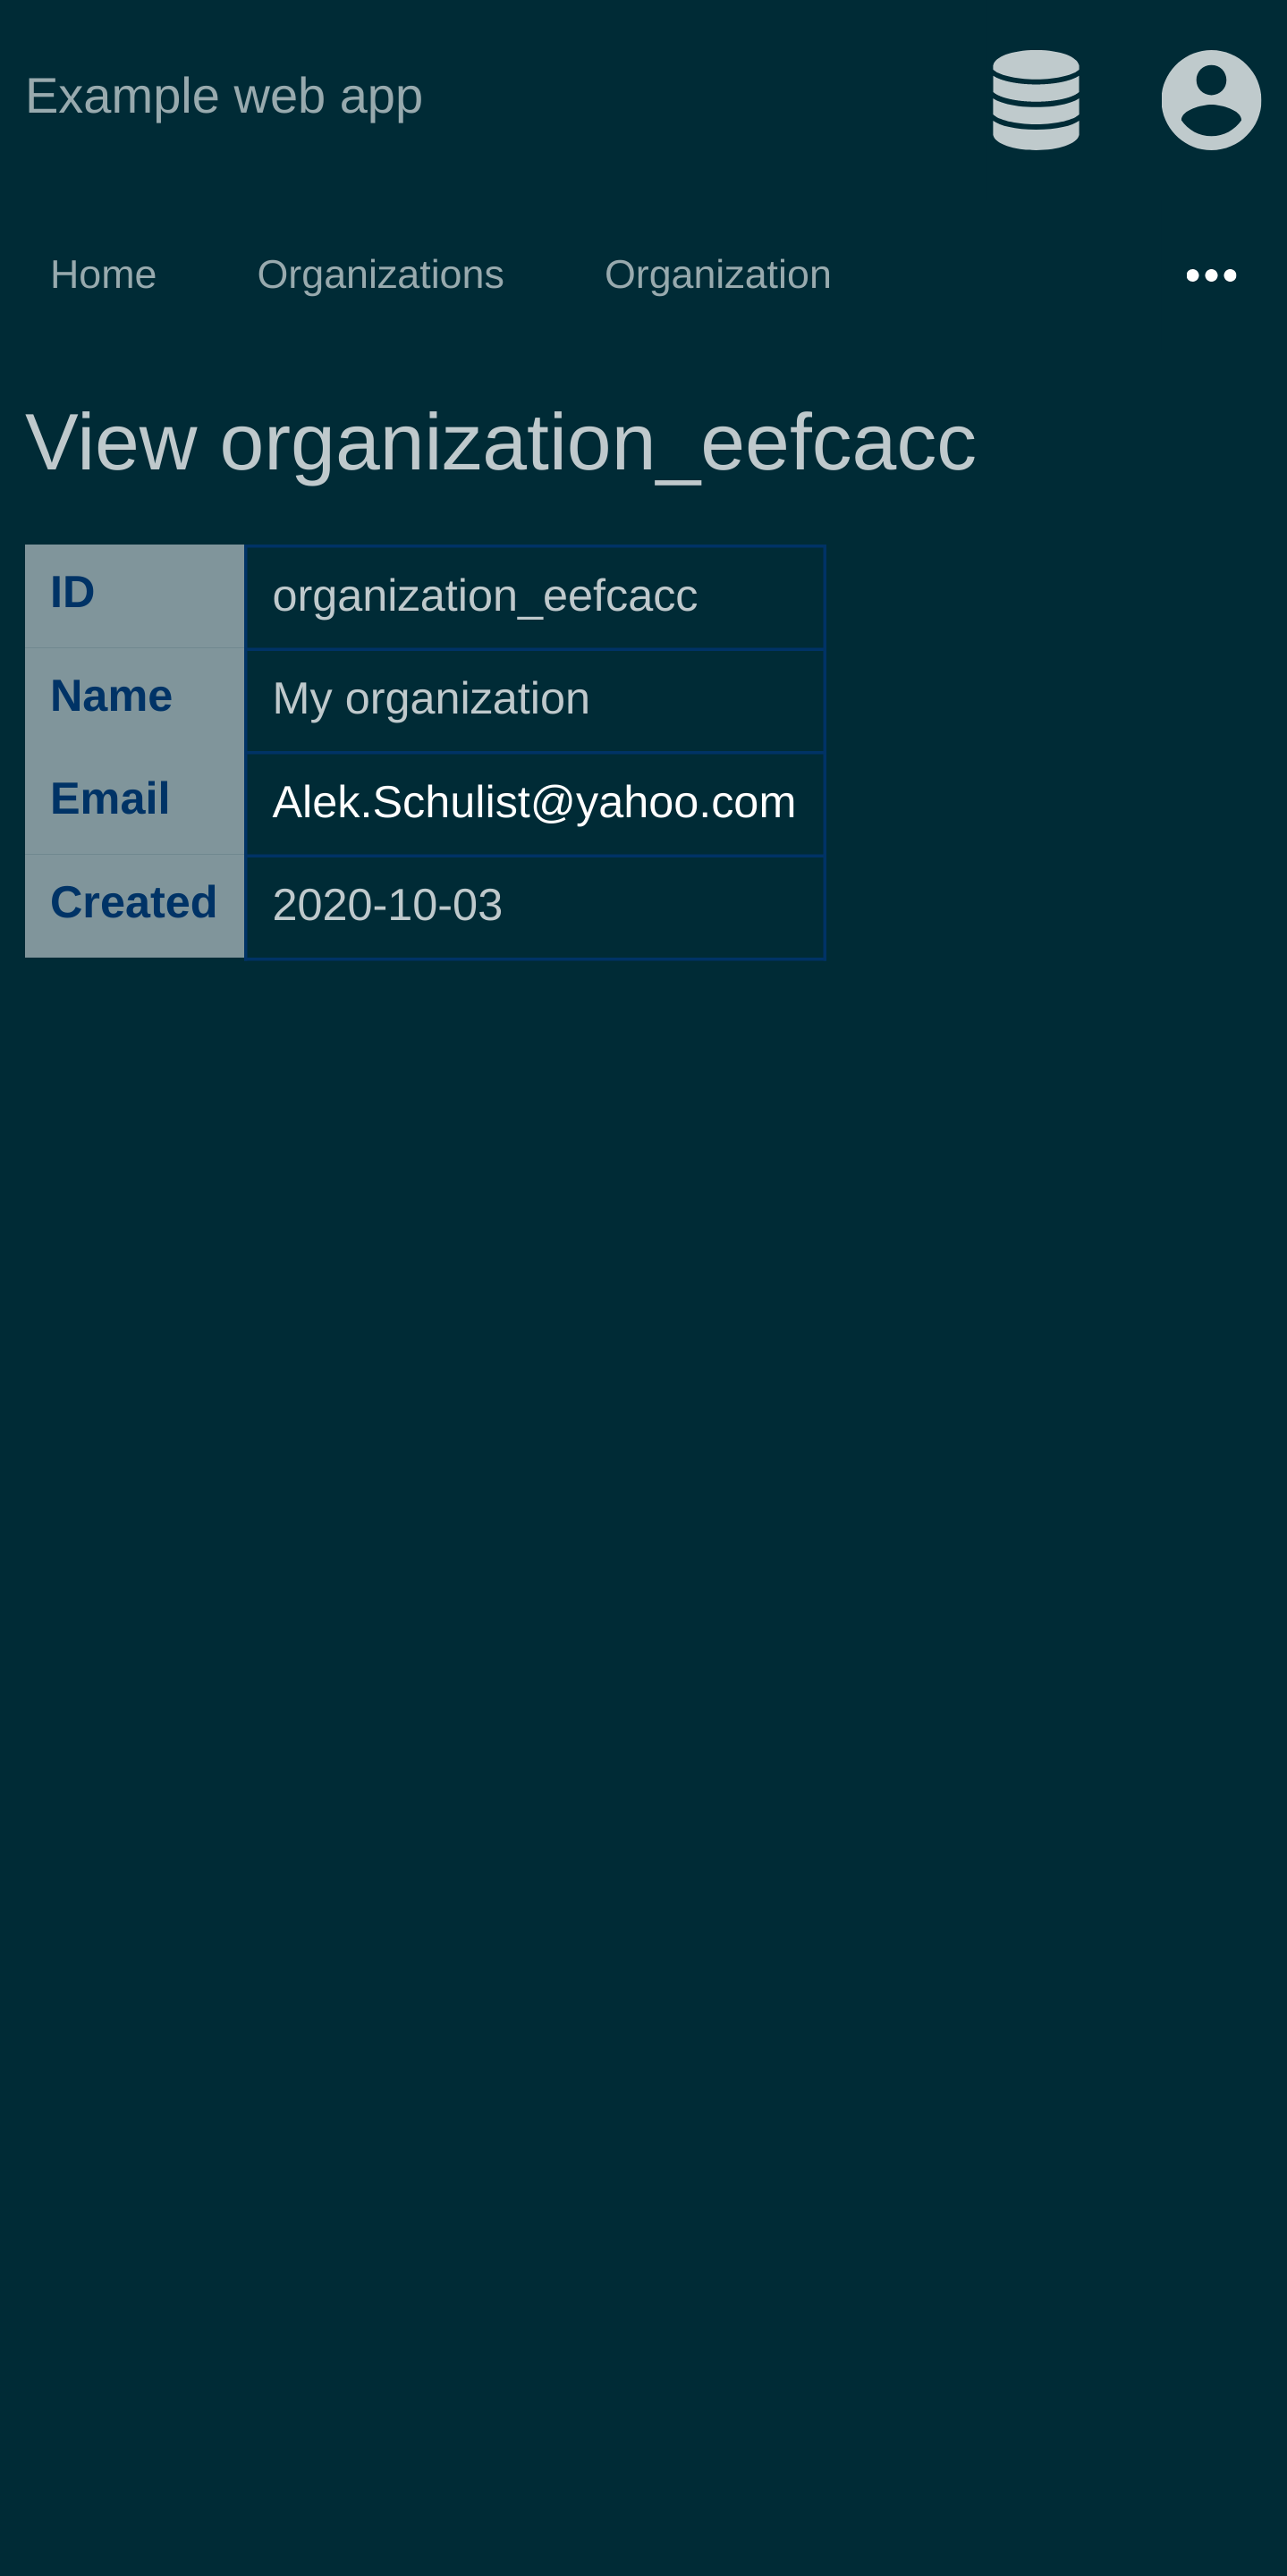 Example web app
Home Organizations Organization
View organization_eefcacc
ID organization_eefcacc
Name My organization
Email Alek.Schulist@yahoo.com
Created 2020-10-03